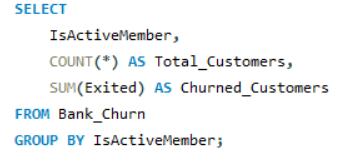 SELECT
    IsActiveMember,
    COUNT(*) AS Total_Customers,
    SUM(Exited) AS Churned_Customers
FROM Bank_Churn
GROUP BY IsActiveMember;